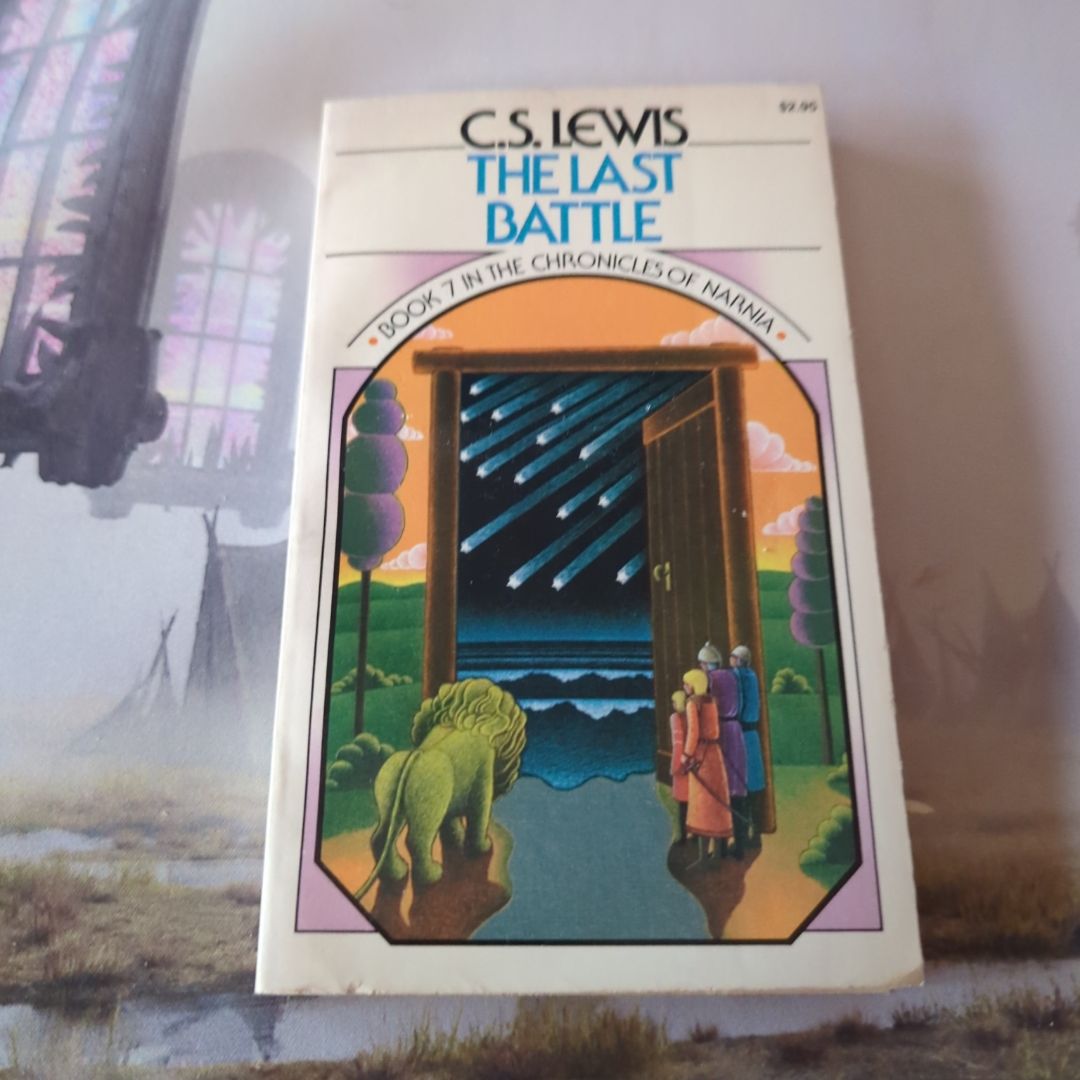 $2.95
C.S. LEWIS
THE LAST
BATTLE
• BOOK 7 IN THE CHRONICLES OF NARNIA •